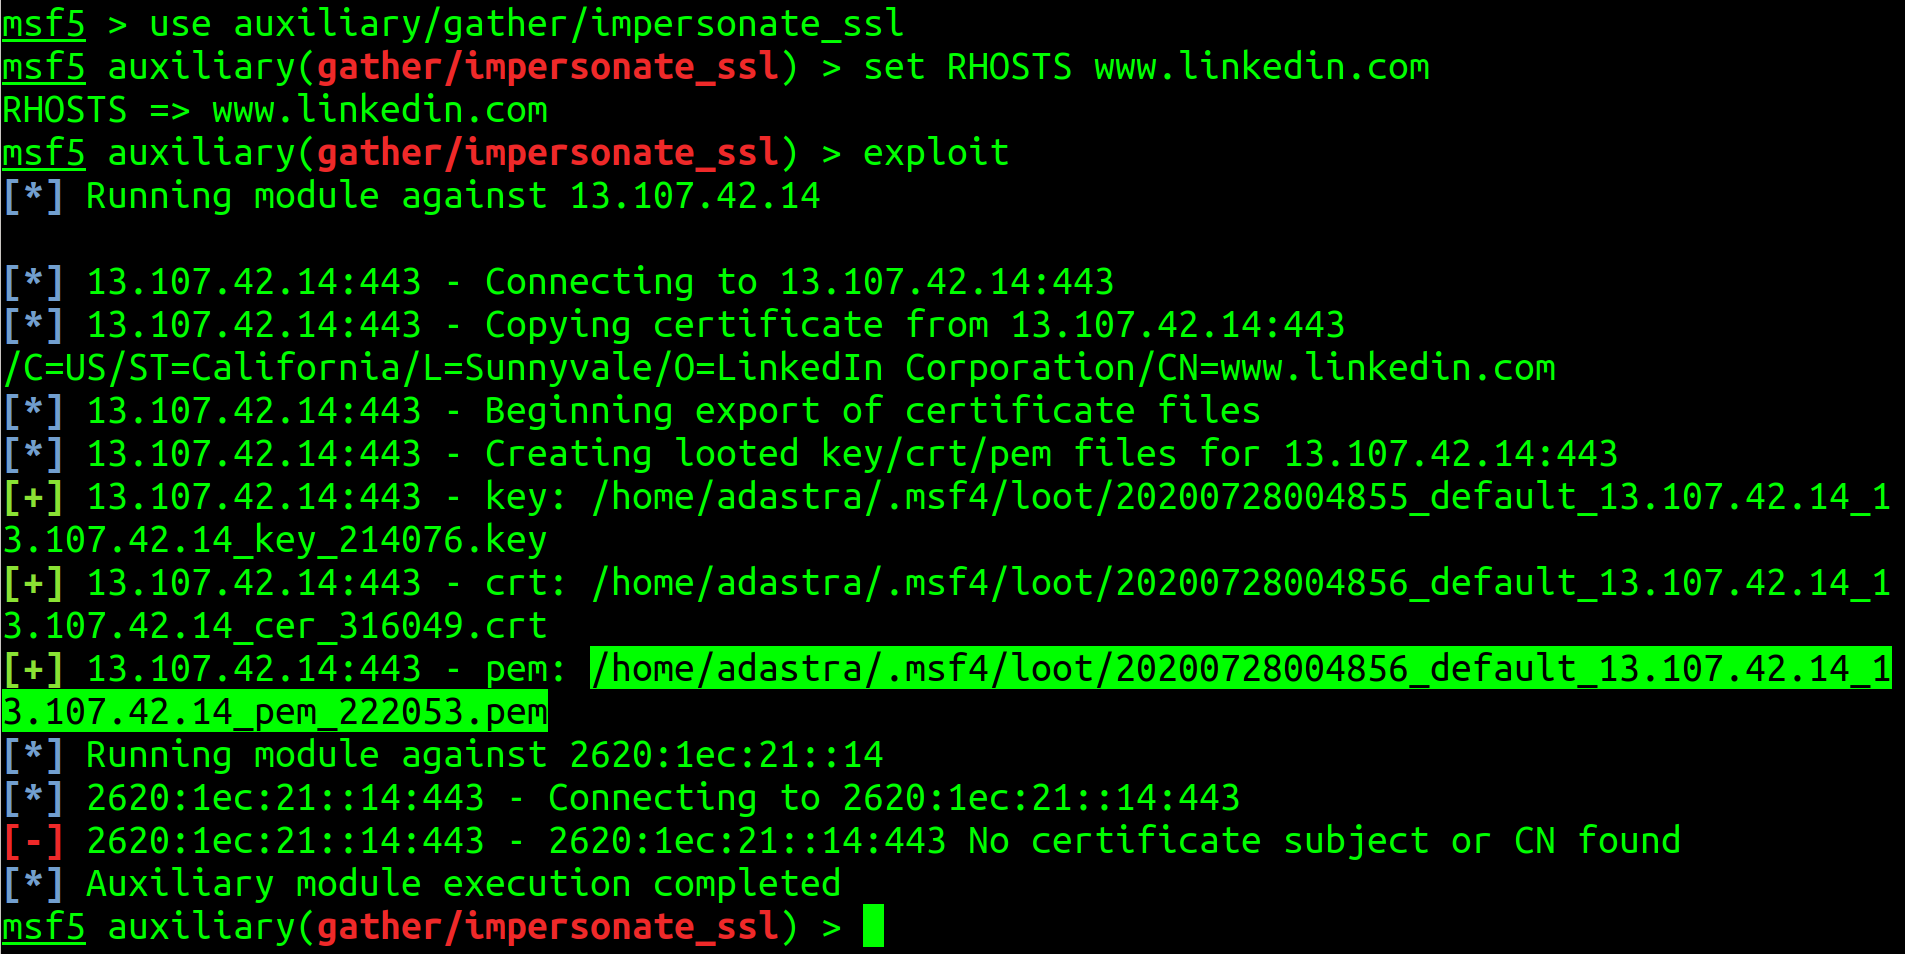 msf5 > use auxiliary/gather/impersonate_ssl
msf5 auxiliary(gather/impersonate_ssl) > set RHOSTS www.linkedin.com
RHOSTS => www.linkedin.com
msf5 auxiliary(gather/impersonate_ssl) > exploit
[*] Running module against 13.107.42.14
[*] 13.107.42.14:443 - Connecting to 13.107.42.14:443
[*] 13.107.42.14:443 - Copying certificate from 13.107.42.14:443
/C=US/ST=California/L=Sunnyvale/O=LinkedIn Corporation/CN=www.linkedin.com
[*] 13.107.42.14:443 - Beginning export of certificate files
[*] 13.107.42.14:443 - Creating looted key/crt/pem files for 13.107.42.14:443
[+] 13.107.42.14:443 - key: /home/adastra/.msf4/loot/20200728004855_default_13.107.42.14_1
3.107.42.14_key_214076.key
[+] 13.107.42.14:443 - crt: /home/adastra/.msf4/loot/20200728004856_default_13.107.42.14_1
3.107.42.14_cer_316049.crt
[+] 13.107.42.14:443 - pem: /home/adastra/.msf4/loot/20200728004856_default_13.107.42.14_1
3.107.42.14_pem_222053.pem
[*] Running module against 2620:1ec:21::14
[*] 2620:1ec:21::14:443 - Connecting to 2620:1ec:21::14:443
[-] 2620:1ec:21::14:443 - 2620:1ec:21::14:443 No certificate subject or CN found
[*] Auxiliary module execution completed
msf5 auxiliary(gather/impersonate_ssl) >